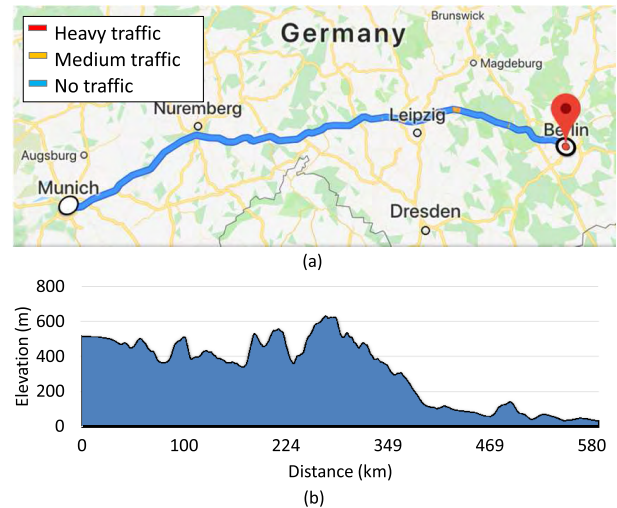 Germany
Brunswick
Heavy traffic
Medium traffic
No traffic
Magdeburg
Nuremberg
Leipzig
Berlin
Augsburg
Munich
Dresden
(a)
800
600
400
200
0
Elevation (m)
0 100 224 349 469 580
Distance (km)
(b)